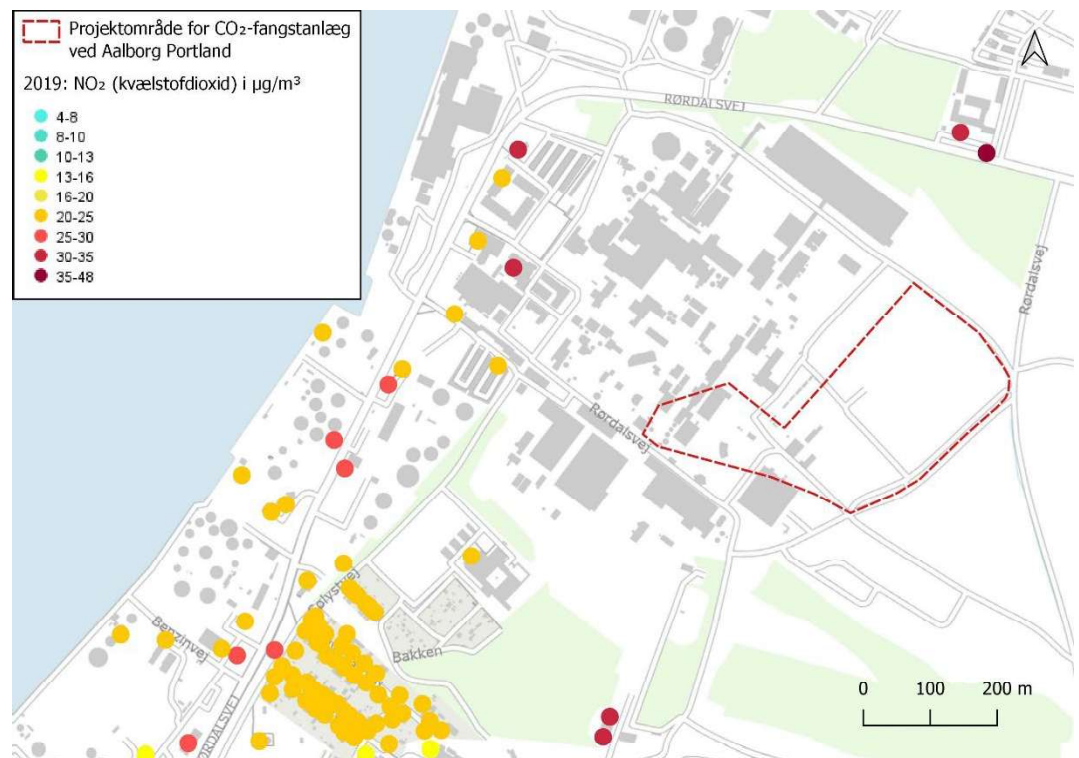 Projektområde for CO₂-fangstanlæg
ved Aalborg Portland
2019: NO₂ (kvælstofdioxid) i µg/m³
4-8
8-10
10-13
13-16
16-20
20-25
25-30
30-35
35-48
RØRDALSVEJ
Rørdalsvej
Rørdalsvej
Benzinvej
Bakken
RØRDALSVEJ
0 100 200 m